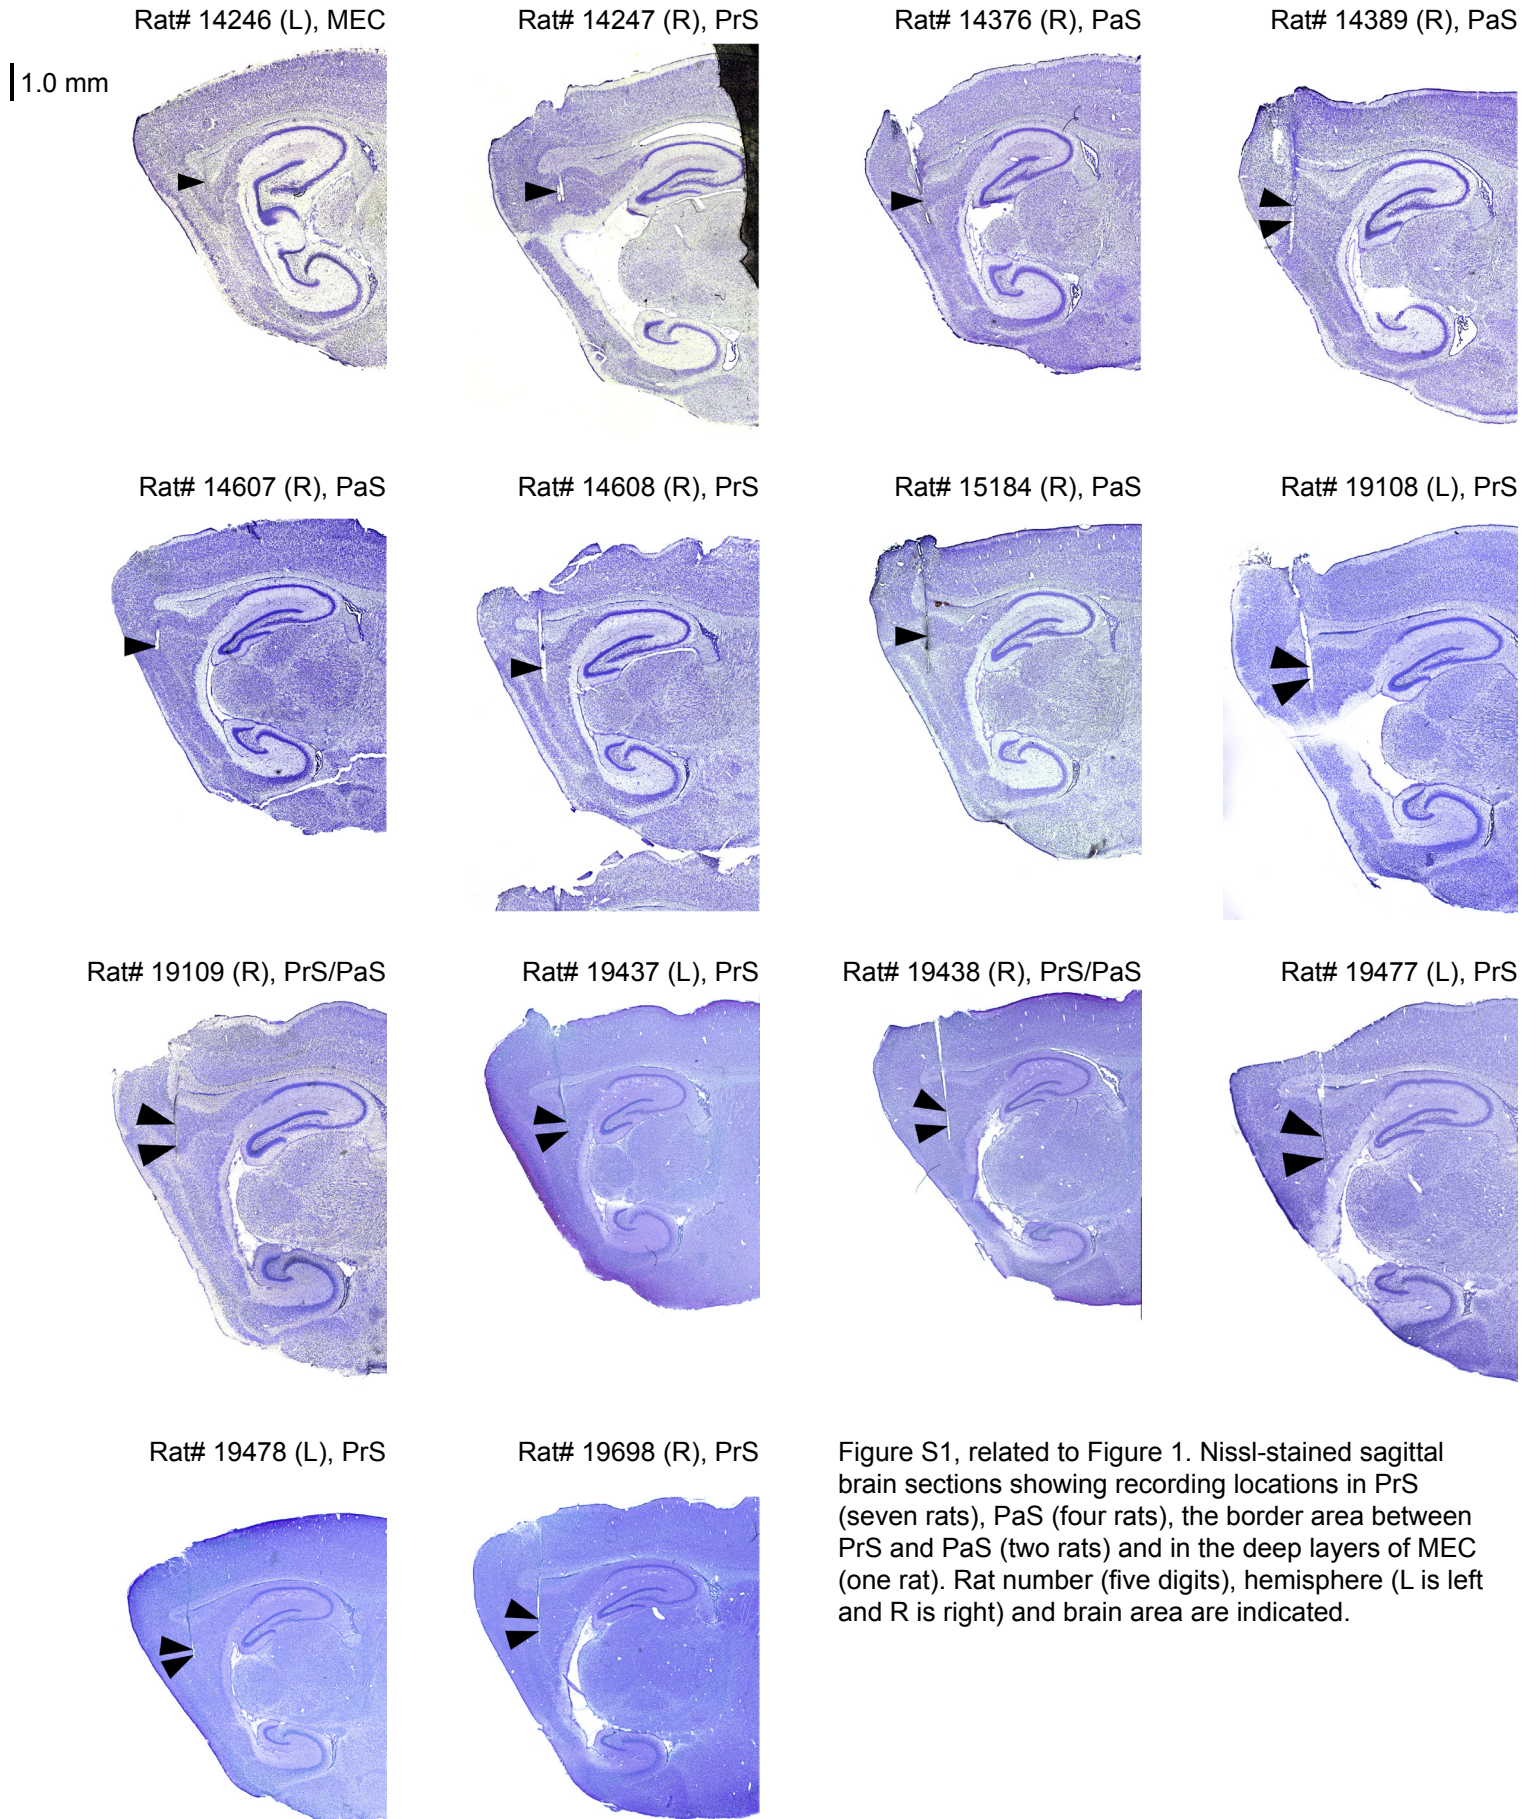 Rat# 14246 (L), MEC
Rat# 14247 (R), PrS
Rat# 14376 (R), PaS
Rat# 14389 (R), PaS
1.0 mm
Rat# 14607 (R), PaS
Rat# 14608 (R), PrS
Rat# 15184 (R), PaS
Rat# 19108 (L), PrS
Rat# 19109 (R), PrS/PaS
Rat# 19437 (L), PrS
Rat# 19438 (R), PrS/PaS
Rat# 19477 (L), PrS
Rat# 19478 (L), PrS
Rat# 19698 (R), PrS
Figure S1, related to Figure 1. Nissl-stained sagittal
brain sections showing recording locations in PrS
(seven rats), PaS (four rats), the border area between
PrS and PaS (two rats) and in the deep layers of MEC
(one rat). Rat number (five digits), hemisphere (L is left
and R is right) and brain area are indicated.